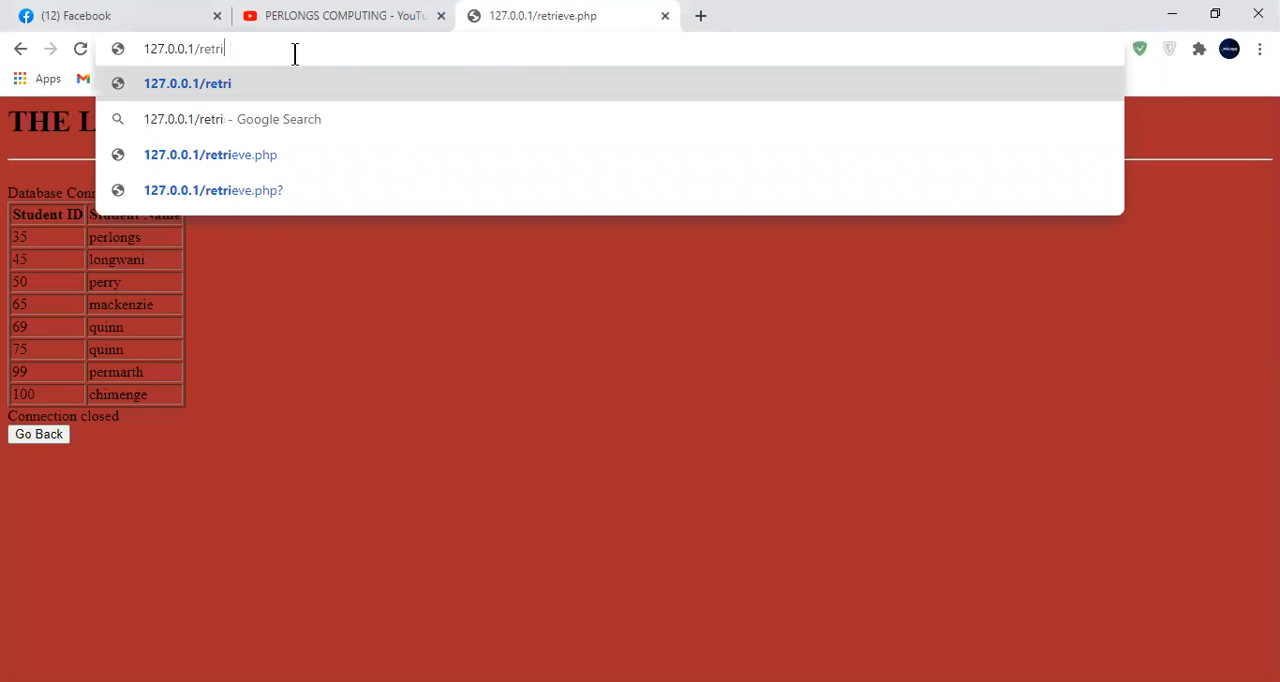 (12) Facebook
PERLONGS COMPUTING - YouTu
127.0.0.1/retrieve.php
127.0.0.1/retri
Apps
127.0.0.1/retri
127.0.0.1/retri - Google Search
127.0.0.1/retrieve.php
127.0.0.1/retrieve.php?
THE L
Database Conn
Student ID Student Name
35 perlongs
45 longwani
50 perry
65 mackenzie
69 quinn
75 quinn
99 permarth
100 chimenge
Connection closed
Go Back